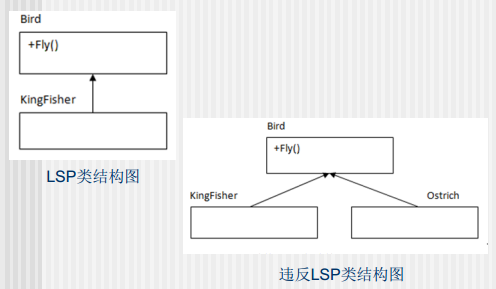 Bird
+Fly()
KingFisher
LSP类结构图
Bird
+Fly()
KingFisher
Ostrich
违反LSP类结构图